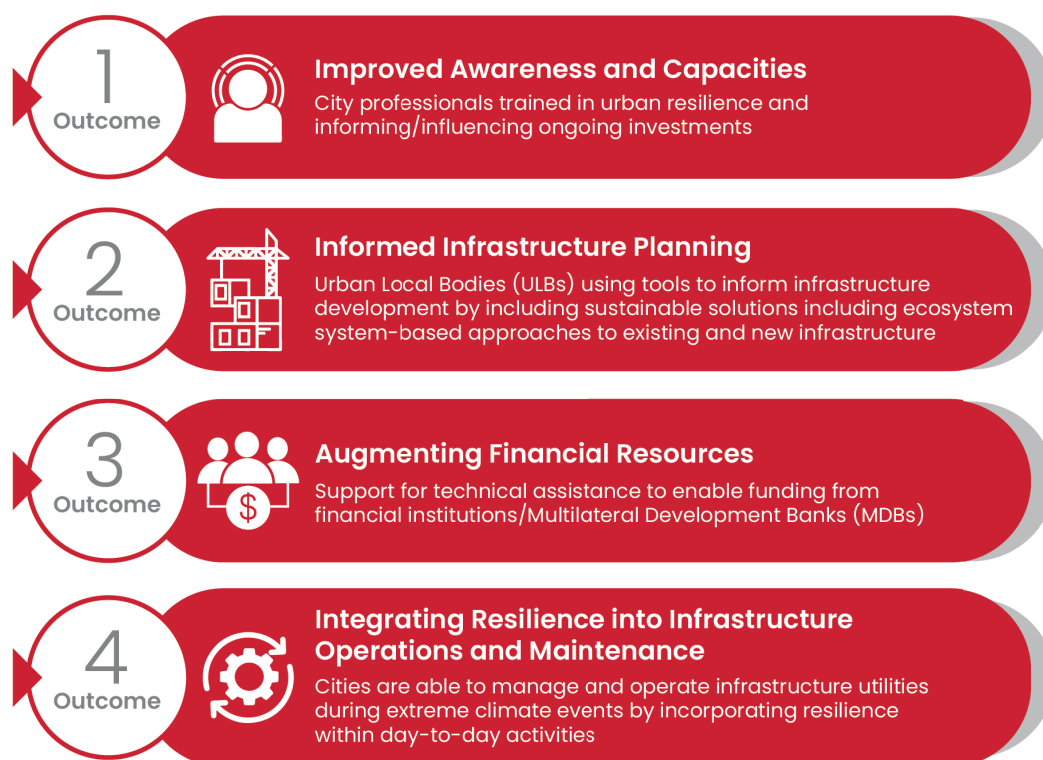 1
Outcome
Improved Awareness and Capacities
City professionals trained in urban resilience and
informing/influencing ongoing investments
2
Outcome
Informed Infrastructure Planning
Urban Local Bodies (ULBs) using tools to inform infrastructure
development by including sustainable solutions including ecosystem
system-based approaches to existing and new infrastructure
3
Outcome
$
Augmenting Financial Resources
Support for technical assistance to enable funding from
financial institutions/Multilateral Development Banks (MDBs)
4
Outcome
Integrating Resilience into Infrastructure
Operations and Maintenance
Cities are able to manage and operate infrastructure utilities
during extreme climate events by incorporating resilience
within day-to-day activities